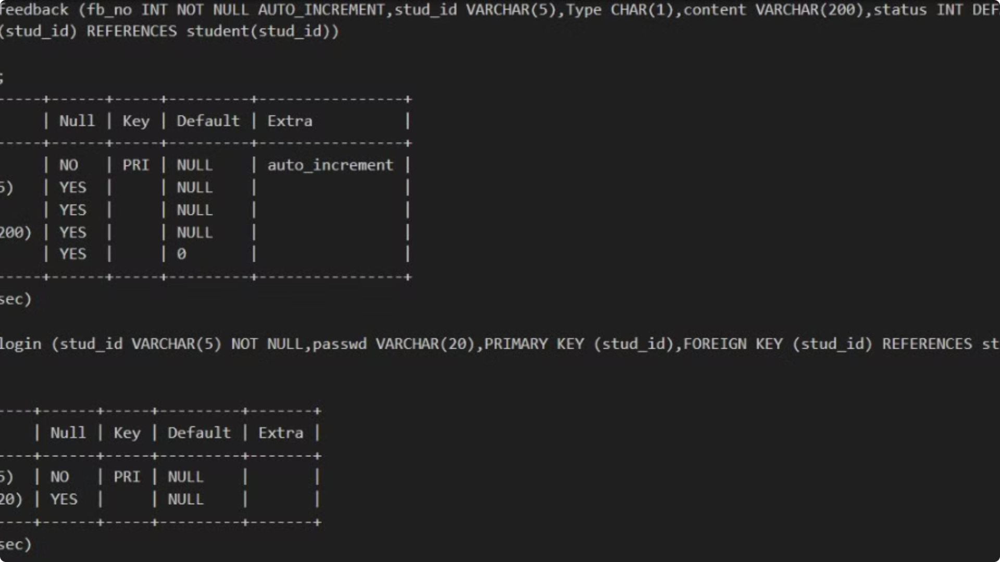 feedback (fb_no INT NOT NULL AUTO_INCREMENT,stud_id VARCHAR(5),Type CHAR(1),content VARCHAR(200),status INT DEF
(stud_id) REFERENCES student(stud_id))
;
-----+------+-----+---------+----------------+
| Null | Key | Default | Extra |
-----+------+-----+---------+----------------+
| NO | PRI | NULL | auto_increment |
5) | YES | | NULL | |
| YES | | NULL | |
200) | YES | | NULL | |
| YES | | 0 | |
-----+------+-----+---------+----------------+
sec)
login (stud_id VARCHAR(5) NOT NULL,passwd VARCHAR(20),PRIMARY KEY (stud_id),FOREIGN KEY (stud_id) REFERENCES st
----+------+-----+---------+-------+
| Null | Key | Default | Extra |
----+------+-----+---------+-------+
5) | NO | PRI | NULL | |
20) | YES | | NULL | |
----+------+-----+---------+-------+
sec)